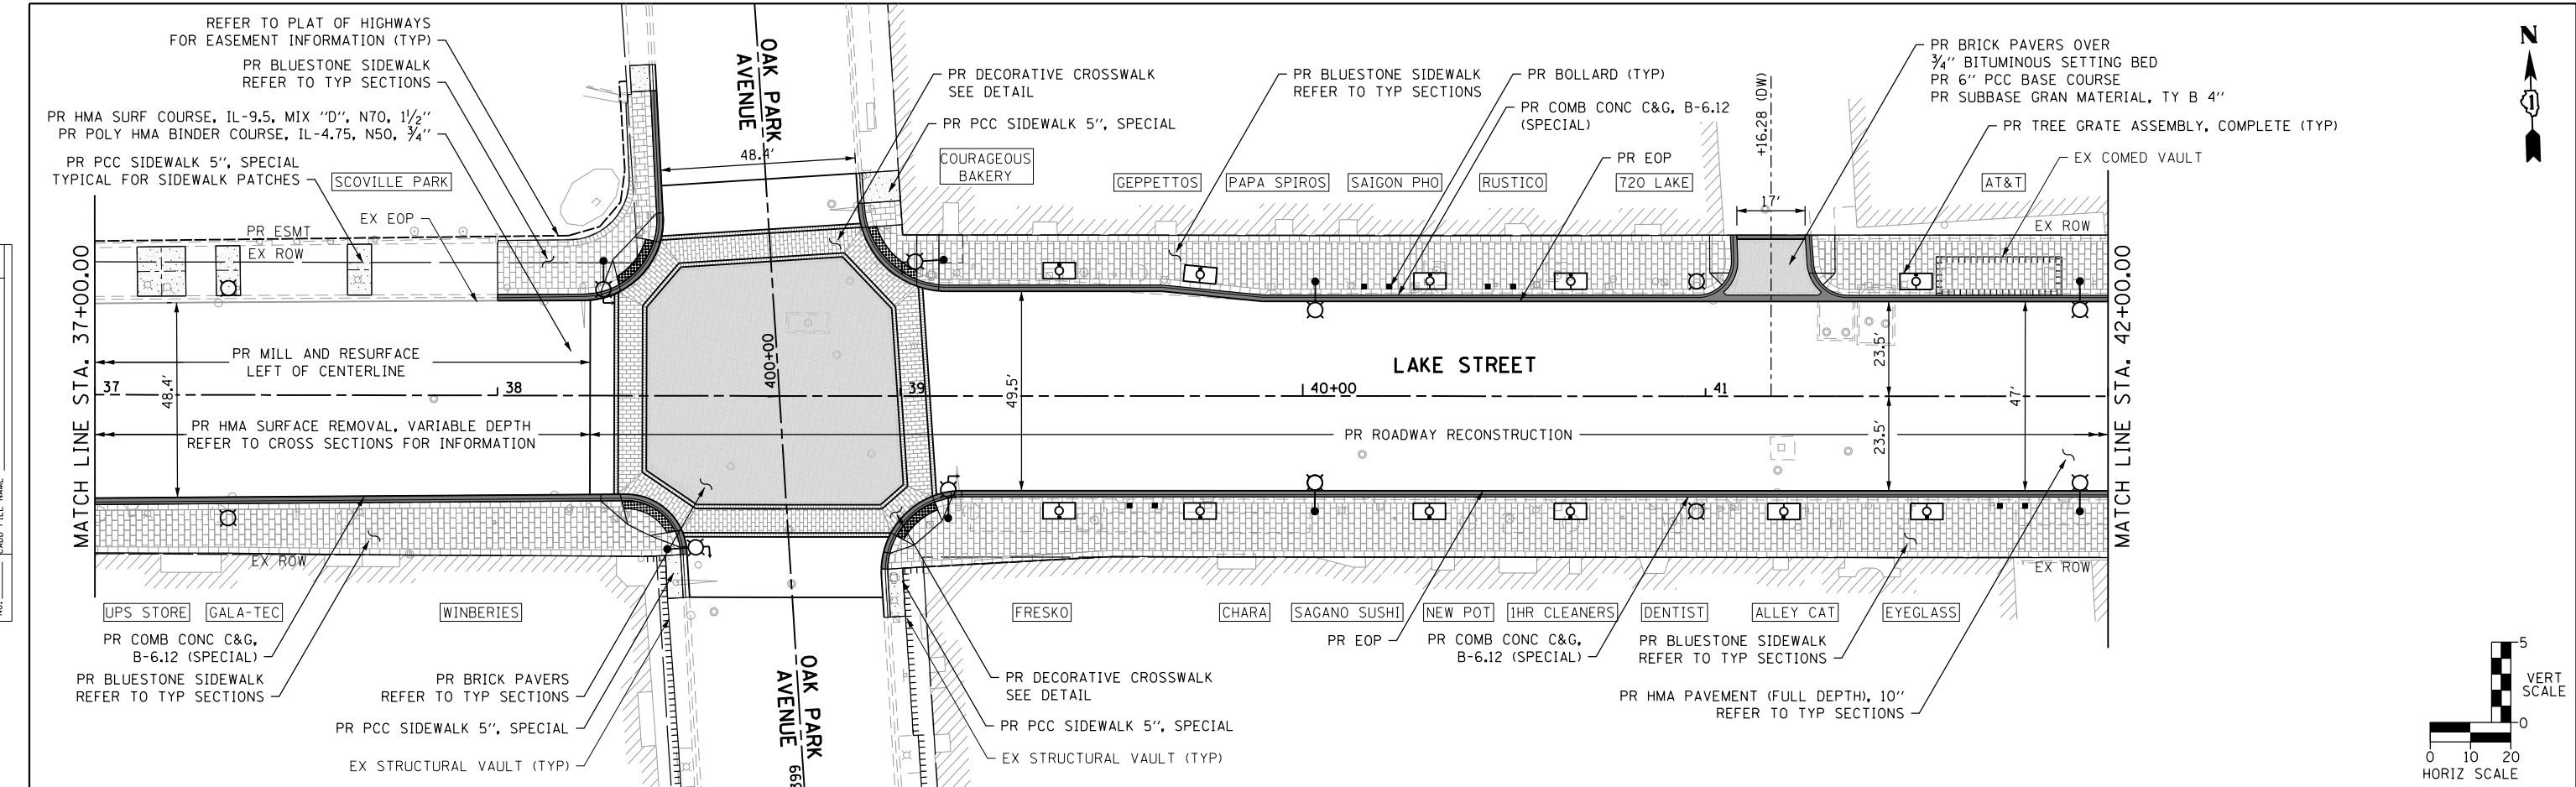 REFER TO PLAT OF HIGHWAYS
FOR EASEMENT INFORMATION (TYP)
PR BLUESTONE SIDEWALK
REFER TO TYP SECTIONS
PR HMA SURF COURSE, IL-9.5, MIX "D", N70, 1½"
PR POLY HMA BINDER COURSE, IL-4.75, N50, ¾"
PR PCC SIDEWALK 5", SPECIAL
TYPICAL FOR SIDEWALK PATCHES
SCOVILLE PARK
EX EOP
PR ESMT
EX ROW
OAK PARK
AVENUE
48.4'
PR DECORATIVE CROSSWALK
SEE DETAIL
PR PCC SIDEWALK 5", SPECIAL
COURAGEOUS
BAKERY
PR BLUESTONE SIDEWALK
REFER TO TYP SECTIONS
PR BOLLARD (TYP)
PR COMB CONC C&G, B-6.12
(SPECIAL)
PR EOP
GEPPETTOS
PAPA SPIROS
SAIGON PHO
RUSTICO
720 LAKE
+16.28 (DW)
17'
PR BRICK PAVERS OVER
¾" BITUMINOUS SETTING BED
PR 6" PCC BASE COURSE
PR SUBBASE GRAN MATERIAL, TY B 4"
PR TREE GRATE ASSEMBLY, COMPLETE (TYP)
EX COMED VAULT
AT&T
EX ROW
N
1
MATCH LINE STA. 37+00.00
MATCH LINE STA. 42+00.00
PR MILL AND RESURFACE
LEFT OF CENTERLINE
48.4'
37
38
39
40+00
41
400+00
49.5'
LAKE STREET
23.5'
23.5'
47'
PR HMA SURFACE REMOVAL, VARIABLE DEPTH
REFER TO CROSS SECTIONS FOR INFORMATION
PR ROADWAY RECONSTRUCTION
EX ROW
EX ROW
UPS STORE
GALA-TEC
WINBERIES
FRESKO
CHARA
SAGANO SUSHI
NEW POT
1HR CLEANERS
DENTIST
ALLEY CAT
EYEGLASS
PR COMB CONC C&G,
B-6.12 (SPECIAL)
PR BLUESTONE SIDEWALK
REFER TO TYP SECTIONS
PR BRICK PAVERS
REFER TO TYP SECTIONS
PR PCC SIDEWALK 5", SPECIAL
EX STRUCTURAL VAULT (TYP)
OAK PARK
AVENUE
PR DECORATIVE CROSSWALK
SEE DETAIL
PR PCC SIDEWALK 5", SPECIAL
EX STRUCTURAL VAULT (TYP)
PR EOP
PR COMB CONC C&G,
B-6.12 (SPECIAL)
PR BLUESTONE SIDEWALK
REFER TO TYP SECTIONS
PR HMA PAVEMENT (FULL DEPTH), 10"
REFER TO TYP SECTIONS
5
VERT
SCALE
0
0 10 20
HORIZ SCALE